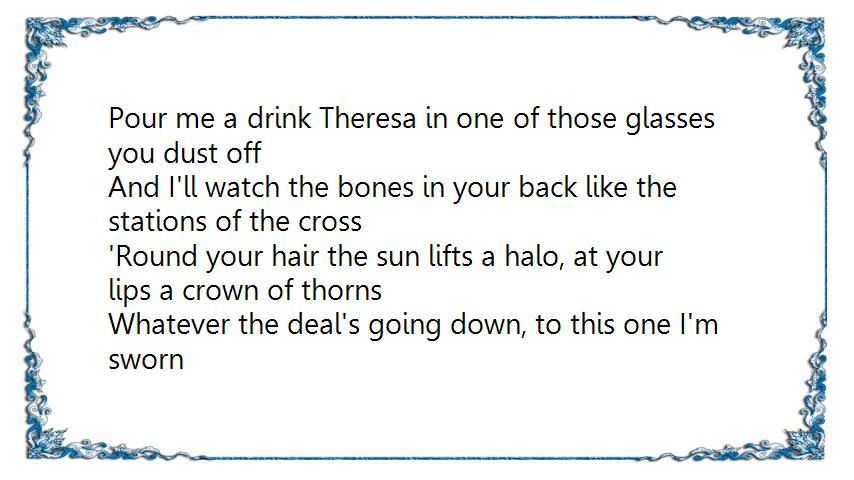 Pour me a drink Theresa in one of those glasses
you dust off
And I'll watch the bones in your back like the
stations of the cross
'Round your hair the sun lifts a halo, at your
lips a crown of thorns
Whatever the deal's going down, to this one I'm
sworn